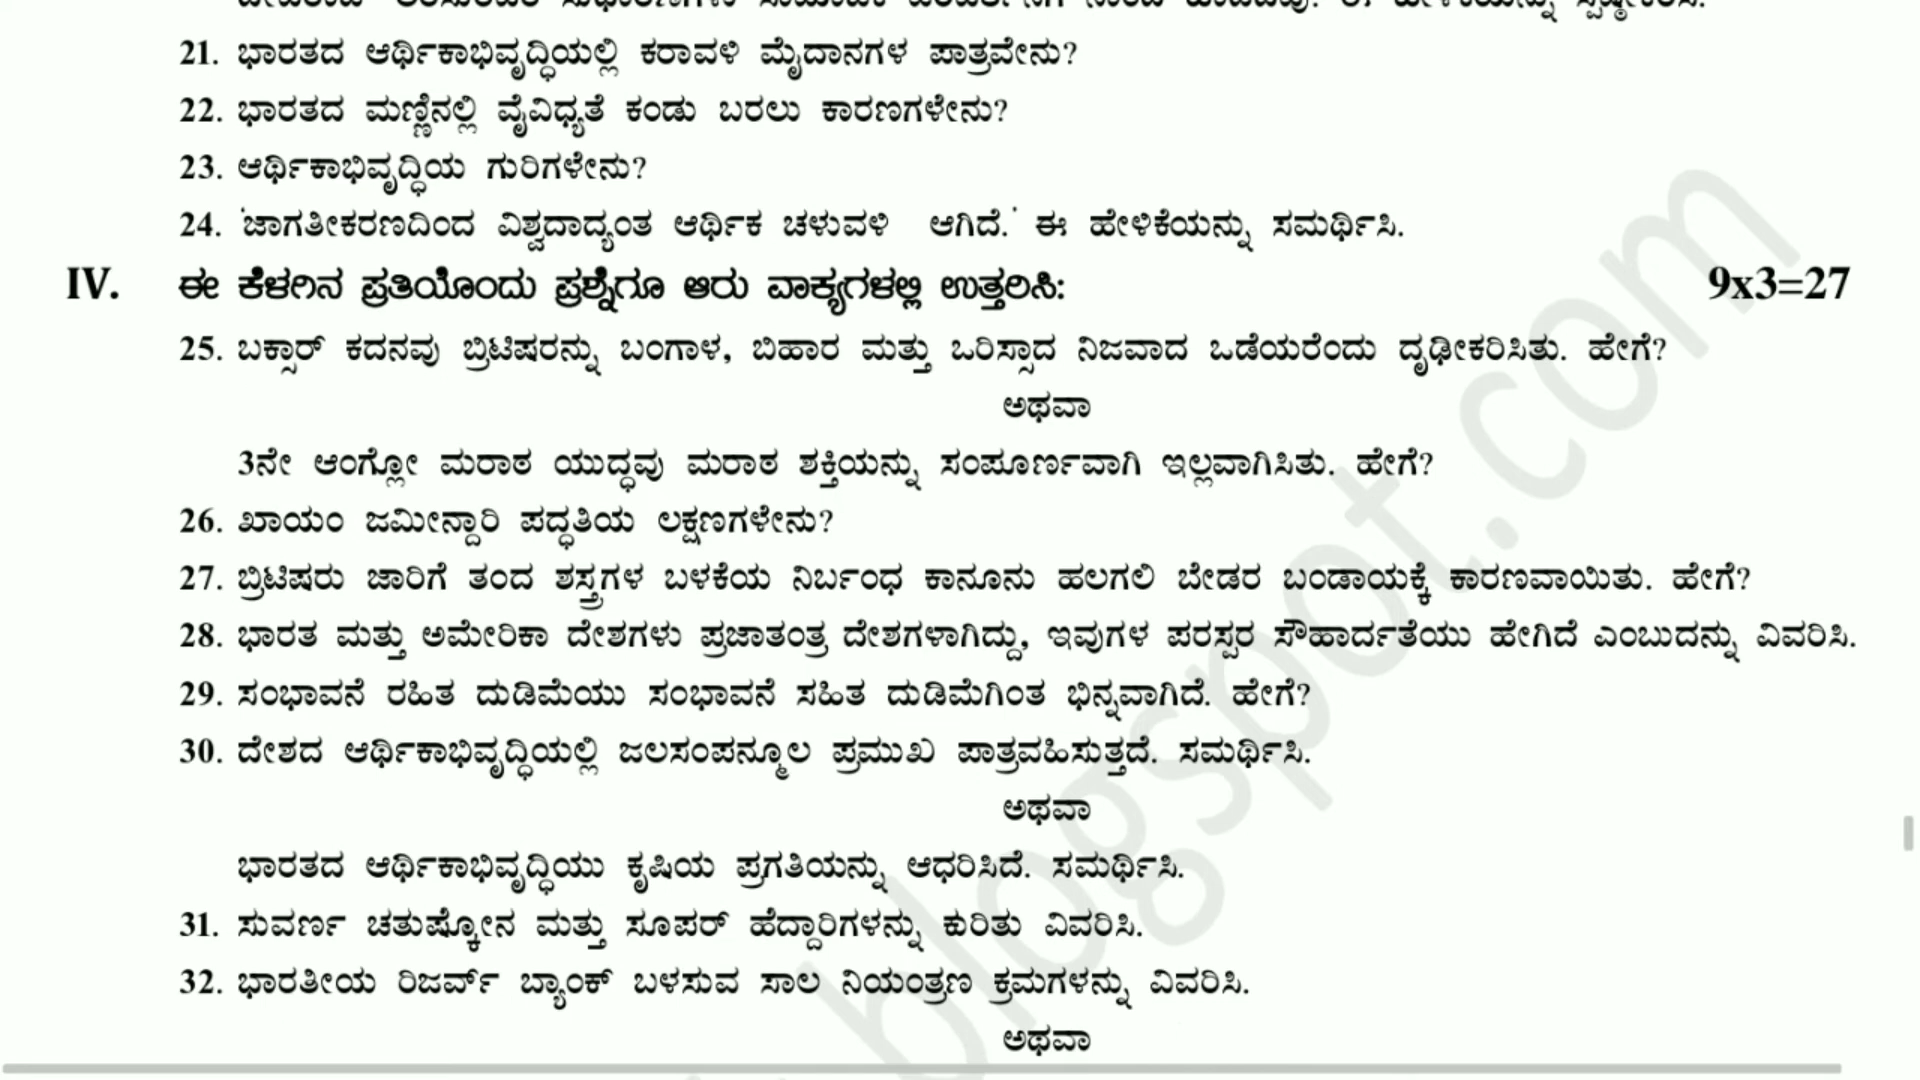 21. ಭಾರತದ ಆರ್ಥಿಕಾಭಿವೃದ್ಧಿಯಲ್ಲಿ ಕರಾವಳಿ ಮೈದಾನಗಳ ಪಾತ್ರವೇನು?
22. ಭಾರತದ ಮಣ್ಣಿನಲ್ಲಿ ವೈವಿಧ್ಯತೆ ಕಂಡು ಬರಲು ಕಾರಣಗಳೇನು?
23. ಆರ್ಥಿಕಾಭಿವೃದ್ಧಿಯ ಗುರಿಗಳೇನು?
24. 'ಜಾಗತೀಕರಣದಿಂದ ವಿಶ್ವದಾದ್ಯಂತ ಆರ್ಥಿಕ ಚಳುವಳಿ ಆಗಿದೆ.' ಈ ಹೇಳಿಕೆಯನ್ನು ಸಮರ್ಥಿಸಿ.
IV. ಈ ಕೆಳಗಿನ ಪ್ರತಿಯೊಂದು ಪ್ರಶ್ನೆಗೂ ಆರು ವಾಕ್ಯಗಳಲ್ಲಿ ಉತ್ತರಿಸಿ: 9x3=27
25. ಬಕ್ಸಾರ್ ಕದನವು ಬ್ರಿಟಿಷರನ್ನು ಬಂಗಾಳ, ಬಿಹಾರ ಮತ್ತು ಒರಿಸ್ಸಾದ ನಿಜವಾದ ಒಡೆಯರೆಂದು ದೃಢೀಕರಿಸಿತು. ಹೇಗೆ?
ಅಥವಾ
3ನೇ ಆಂಗ್ಲೋ ಮರಾಠ ಯುದ್ಧವು ಮರಾಠ ಶಕ್ತಿಯನ್ನು ಸಂಪೂರ್ಣವಾಗಿ ಇಲ್ಲವಾಗಿಸಿತು. ಹೇಗೆ?
26. ಖಾಯಂ ಜಮೀನ್ದಾರಿ ಪದ್ಧತಿಯ ಲಕ್ಷಣಗಳೇನು?
27. ಬ್ರಿಟಿಷರು ಜಾರಿಗೆ ತಂದ ಶಸ್ತ್ರಗಳ ಬಳಕೆಯ ನಿರ್ಬಂಧ ಕಾನೂನು ಹಲಗಲಿ ಬೇಡರ ಬಂಡಾಯಕ್ಕೆ ಕಾರಣವಾಯಿತು. ಹೇಗೆ?
28. ಭಾರತ ಮತ್ತು ಅಮೇರಿಕಾ ದೇಶಗಳು ಪ್ರಜಾತಂತ್ರ ದೇಶಗಳಾಗಿದ್ದು, ಇವುಗಳ ಪರಸ್ಪರ ಸೌಹಾರ್ದತೆಯು ಹೇಗಿದೆ ಎಂಬುದನ್ನು ವಿವರಿಸಿ.
29. ಸಂಭಾವನೆ ರಹಿತ ದುಡಿಮೆಯು ಸಂಭಾವನೆ ಸಹಿತ ದುಡಿಮೆಗಿಂತ ಭಿನ್ನವಾಗಿದೆ. ಹೇಗೆ?
30. ದೇಶದ ಆರ್ಥಿಕಾಭಿವೃದ್ಧಿಯಲ್ಲಿ ಜಲಸಂಪನ್ಮೂಲ ಪ್ರಮುಖ ಪಾತ್ರವಹಿಸುತ್ತದೆ. ಸಮರ್ಥಿಸಿ.
ಅಥವಾ
ಭಾರತದ ಆರ್ಥಿಕಾಭಿವೃದ್ಧಿಯು ಕೃಷಿಯ ಪ್ರಗತಿಯನ್ನು ಆಧರಿಸಿದೆ. ಸಮರ್ಥಿಸಿ.
31. ಸುವರ್ಣ ಚತುಷ್ಕೋನ ಮತ್ತು ಸೂಪರ್ ಹೆದ್ದಾರಿಗಳನ್ನು ಕುರಿತು ವಿವರಿಸಿ.
32. ಭಾರತೀಯ ರಿಜರ್ವ್ ಬ್ಯಾಂಕ್ ಬಳಸುವ ಸಾಲ ನಿಯಂತ್ರಣ ಕ್ರಮಗಳನ್ನು ವಿವರಿಸಿ.
ಅಥವಾ
blogspot.com